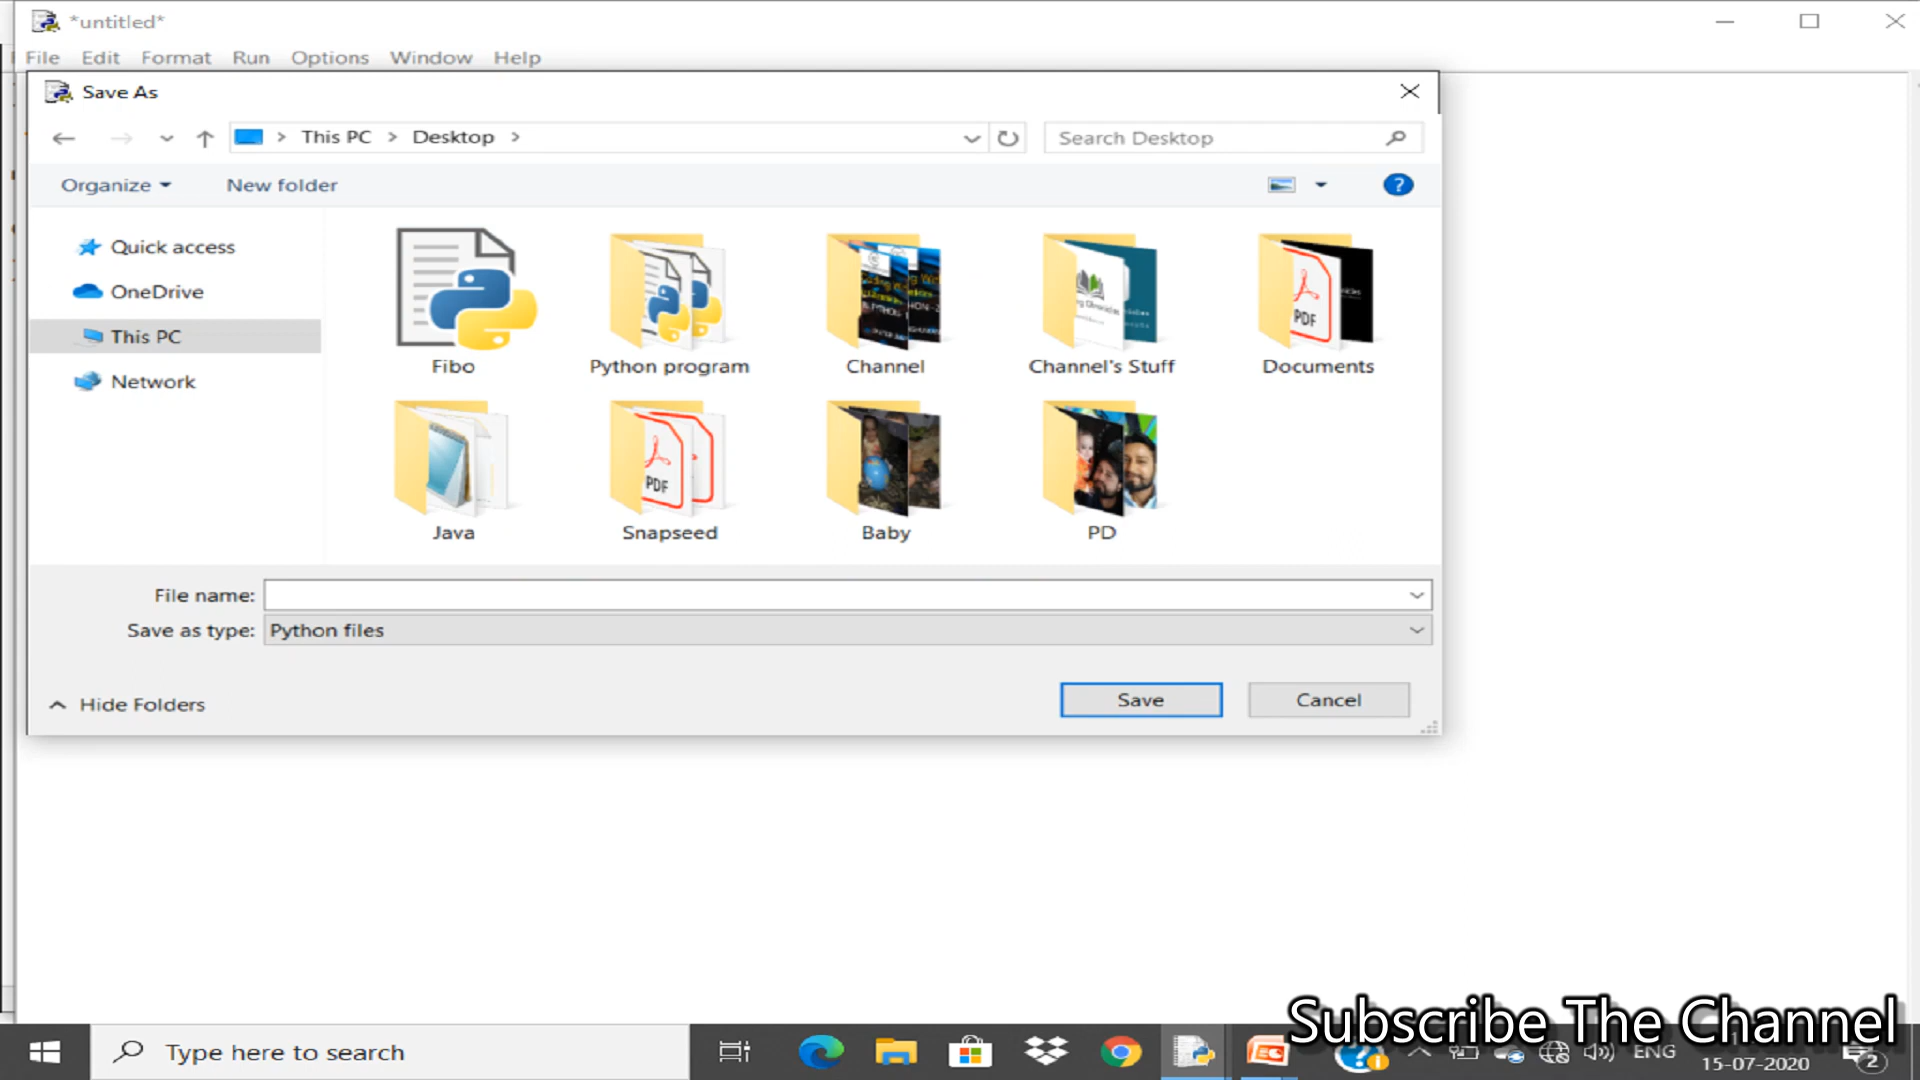 *untitled*
File Edit Format Run Options Window Help
Save As
This PC Desktop
Search Desktop
Organize New folder
?
Quick access
OneDrive
This PC
Network
Fibo Python program Channel Channel's Stuff Documents
PDF
PDF
Java Snapseed Baby PD
File name:
Save as type: Python files
Hide Folders
Save Cancel
Subscribe The Channel
Type here to search
ENG
15-07-2020
2